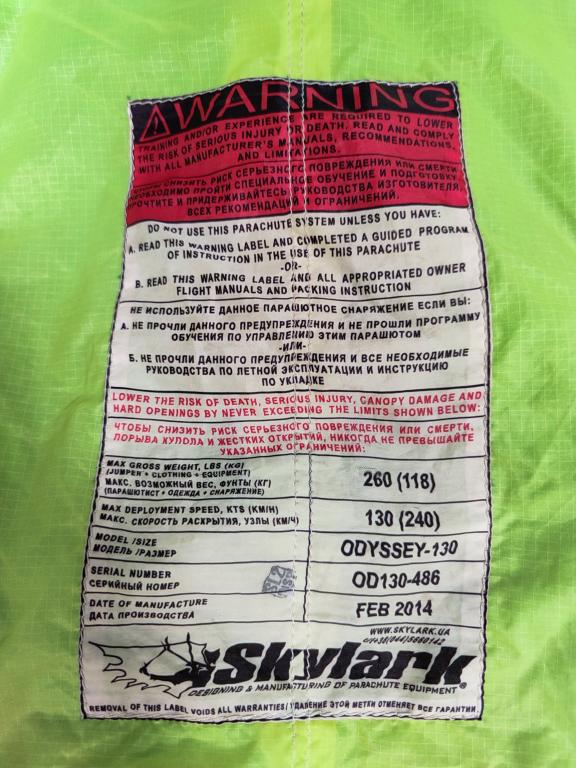 WARNING
TRAINING AND/OR EXPERIENCE ARE REQUIRED TO LOWER
THE RISK OF SERIOUS INJURY OR DEATH. READ AND COMPLY
WITH ALL MANUFACTURER'S MANUALS, RECOMMENDATIONS,
AND LIMITATIONS.
ЧТОБЫ СНИЗИТЬ РИСК СЕРЬЕЗНОГО ПОВРЕЖДЕНИЯ ИЛИ СМЕРТИ
НЕОБХОДИМО ПРОЙТИ СПЕЦИАЛЬНОЕ ОБУЧЕНИЕ И ПОДГОТОВКУ
ПРОЧТИТЕ И ПРИДЕРЖИВАЙТЕСЬ РУКОВОДСТВА ИЗГОТОВИТЕЛЯ,
ВСЕХ РЕКОМЕНДАЦИЙ И ОГРАНИЧЕНИЙ.
DO NOT USE THIS PARACHUTE SYSTEM UNLESS YOU HAVE:
A. READ THIS WARNING LABEL AND COMPLETED A GUIDED PROGRAM
OF INSTRUCTION IN THE USE OF THIS PARACHUTE
-OR-
B. READ THIS WARNING LABEL AND ALL APPROPRIATED OWNER
FLIGHT MANUALS AND PACKING INSTRUCTION
НЕ ИСПОЛЬЗУЙТЕ ДАННОЕ ПАРАШЮТНОЕ СНАРЯЖЕНИЕ ЕСЛИ ВЫ:
А. НЕ ПРОЧЛИ ДАННОГО ПРЕДУПРЕЖДЕНИЯ И НЕ ПРОШЛИ ПРОГРАММУ
ОБУЧЕНИЯ ПО УПРАВЛЕНИЮ ЭТИМ ПАРАШЮТОМ
-ИЛИ-
Б. НЕ ПРОЧЛИ ДАННОГО ПРЕДУПРЕЖДЕНИЯ И ВСЕ НЕОБХОДИМЫЕ
РУКОВОДСТВА ПО ЛЕТНОЙ ЭКСПЛУАТАЦИИ И ИНСТРУКЦИЮ
ПО УКЛАДКЕ
LOWER THE RISK OF DEATH, SERIOUS INJURY, CANOPY DAMAGE AND
HARD OPENINGS BY NEVER EXCEEDING THE LIMITS SHOWN BELOW:
ЧТОБЫ СНИЗИТЬ РИСК СЕРЬЕЗНОГО ПОВРЕЖДЕНИЯ ИЛИ СМЕРТИ,
ПОРЫВА КУПОЛА И ЖЕСТКИХ ОТКРЫТИЙ, НИКОГДА НЕ ПРЕВЫШАЙТЕ
УКАЗАННЫХ ОГРАНИЧЕНИЙ:
MAX GROSS WEIGHT, LBS (KG)
(JUMPER + CLOTHING + EQUIPMENT)
МАКС. ВОЗМОЖНЫЙ ВЕС, ФУНТЫ (КГ)
(ПАРАШЮТИСТ + ОДЕЖДА + СНАРЯЖЕНИЕ)
260 (118)
MAX DEPLOYMENT SPEED, KTS (KM/H)
МАКС. СКОРОСТЬ РАСКРЫТИЯ, УЗЛЫ (КМ/Ч)
130 (240)
MODEL /SIZE
МОДЕЛЬ /РАЗМЕР
ODYSSEY-130
SERIAL NUMBER
СЕРИЙНЫЙ НОМЕР
OD130-486
DATE OF MANUFACTURE
ДАТА ПРОИЗВОДСТВА
FEB 2014
WWW.SKYLARK.UA
Skylark
DESIGNING & MANUFACTURING OF PARACHUTE EQUIPMENT®
REMOVAL OF THIS LABEL VOIDS ALL WARRANTIES/ УДАЛЕНИЕ ЭТОЙ МЕТКИ ОТМЕНЯЕТ ВСЕ ГАРАНТИИ